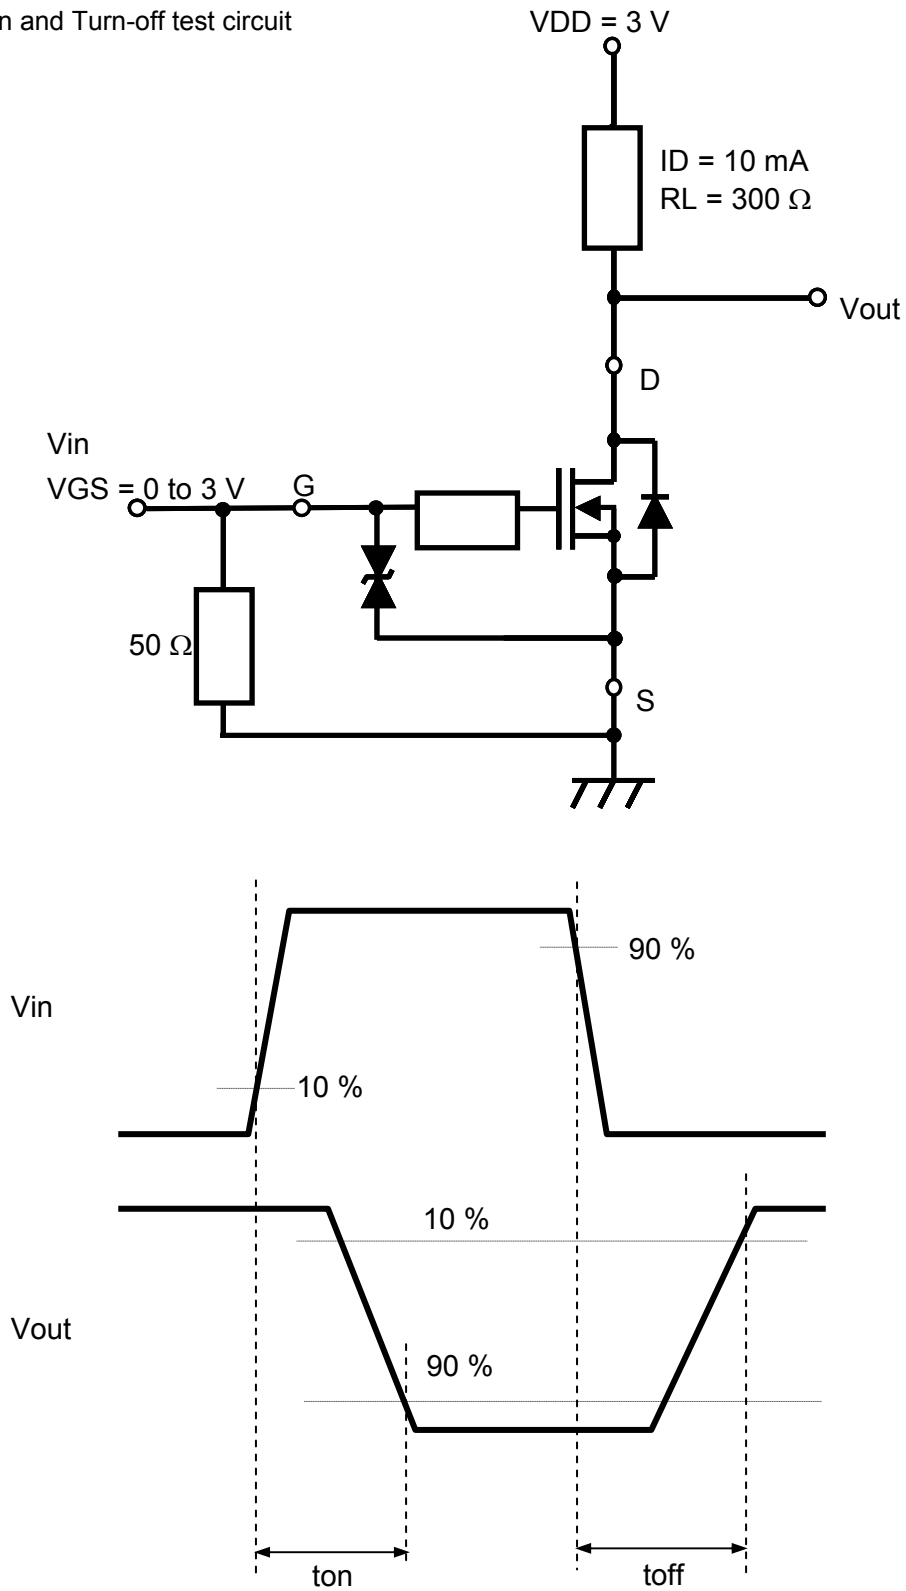 and Turn-off test circuit
VDD = 3 V
ID = 10 mA
RL = 300 Ω
Vout
D
Vin
VGS = 0 to 3 V
G
50 Ω
S
90 %
Vin
10 %
10 %
Vout
90 %
ton
toff